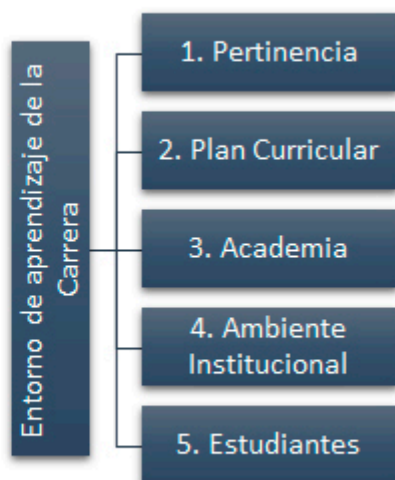 Entorno de aprendizaje de la
Carrera
1. Pertinencia
2. Plan Curricular
3. Academia
4. Ambiente
Institucional
5. Estudiantes